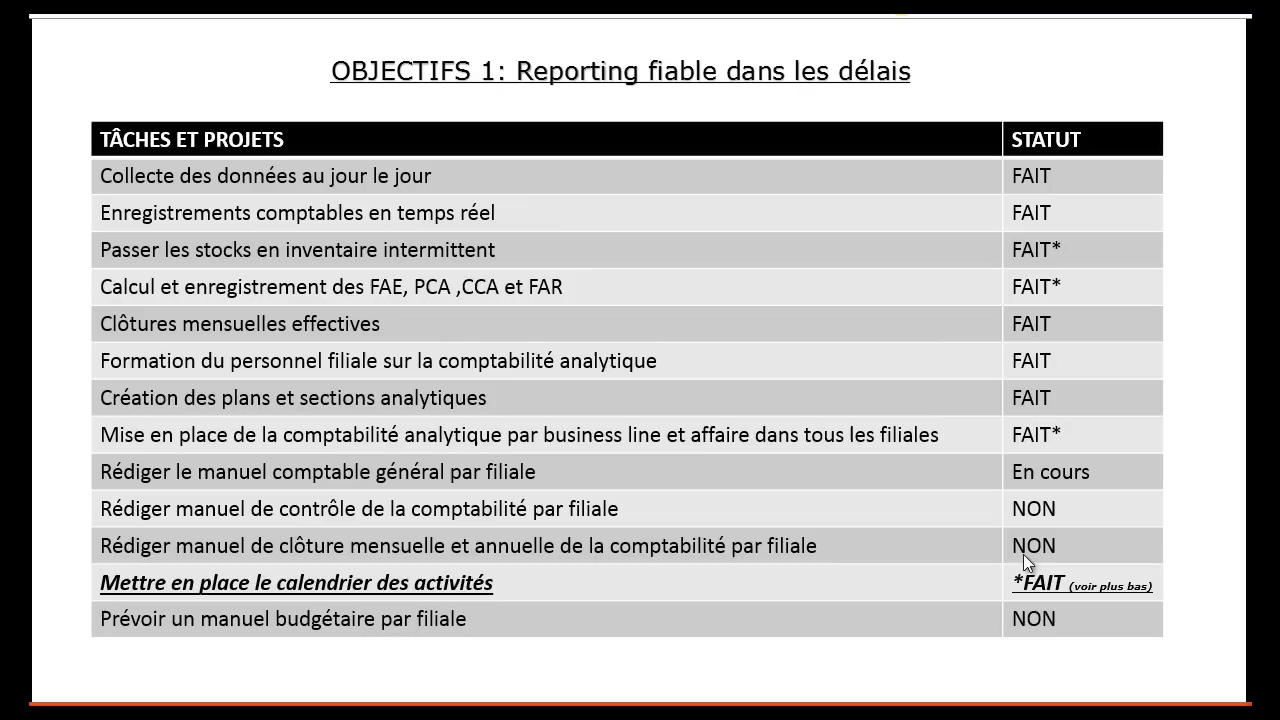 OBJECTIFS 1: Reporting fiable dans les délais
TÂCHES ET PROJETS STATUT
Collecte des données au jour le jour FAIT
Enregistrements comptables en temps réel FAIT
Passer les stocks en inventaire intermittent FAIT*
Calcul et enregistrement des FAE, PCA ,CCA et FAR FAIT*
Clôtures mensuelles effectives FAIT
Formation du personnel filiale sur la comptabilité analytique FAIT
Création des plans et sections analytiques FAIT
Mise en place de la comptabilité analytique par business line et affaire dans tous les filiales FAIT*
Rédiger le manuel comptable général par filiale En cours
Rédiger manuel de contrôle de la comptabilité par filiale NON
Rédiger manuel de clôture mensuelle et annuelle de la comptabilité par filiale NON
Mettre en place le calendrier des activités *FAIT (voir plus bas)
Prévoir un manuel budgétaire par filiale NON